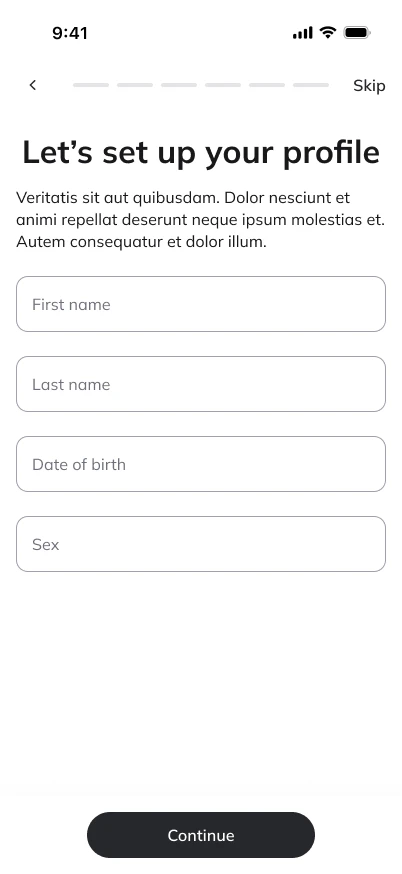 9:41
Skip
Let’s set up your profile
Veritatis sit aut quibusdam. Dolor nesciunt et
animi repellat deserunt neque ipsum molestias et.
Autem consequatur et dolor illum.
First name
Last name
Date of birth
Sex
Continue